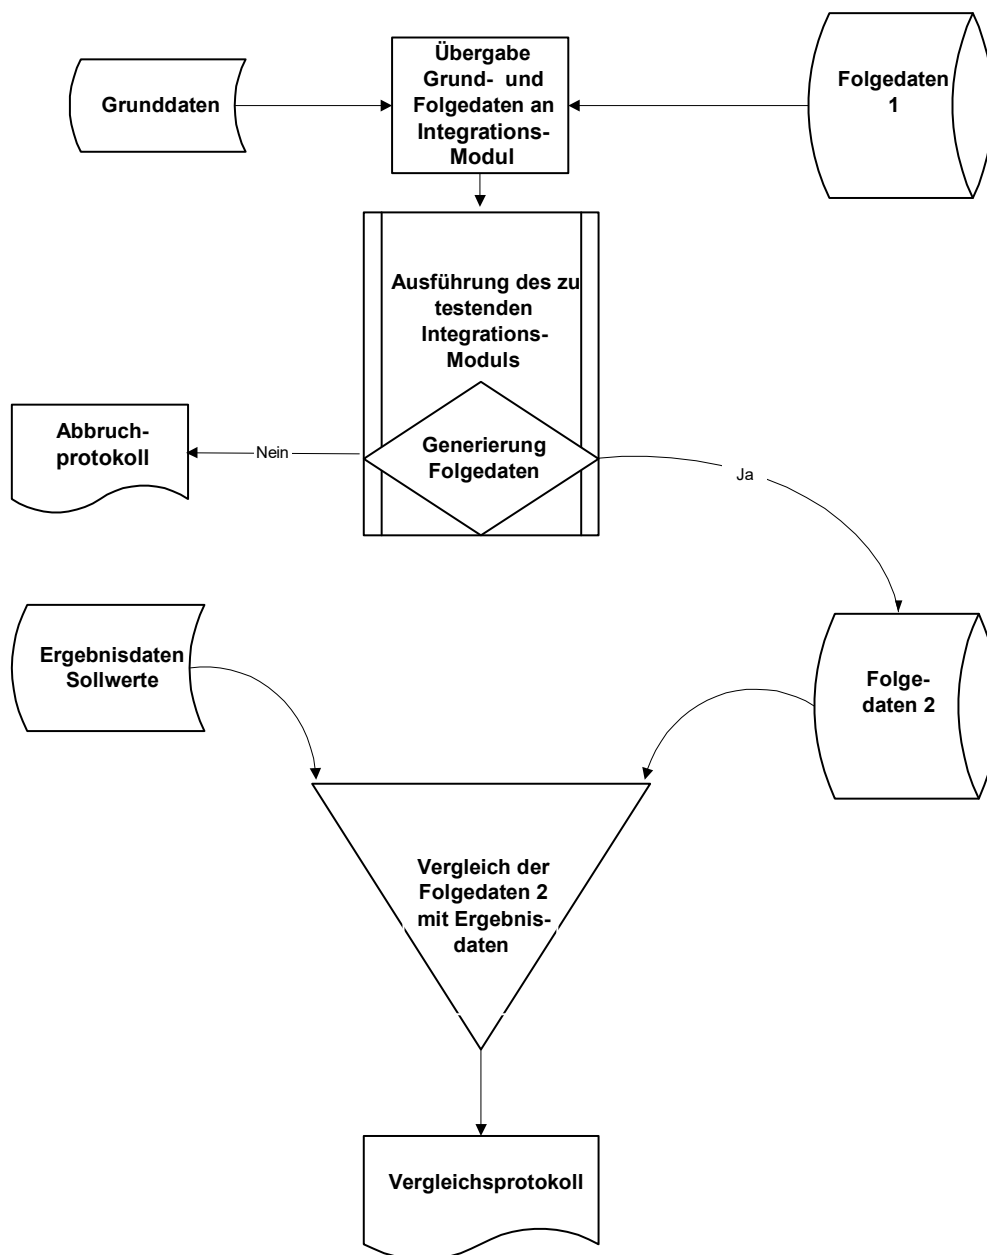 Grunddaten
Übergabe
Grund- und
Folgedaten an
Integrations-
Modul
Folgedaten
1
Ausführung des zu
testenden
Integrations-
Moduls
Abbruch-
protokoll
Nein
Generierung
Folgedaten
Ja
Ergebnisdaten
Sollwerte
Folge-
daten 2
Vergleich der
Folgedaten 2
mit Ergebnis-
daten
Vergleichsprotokoll